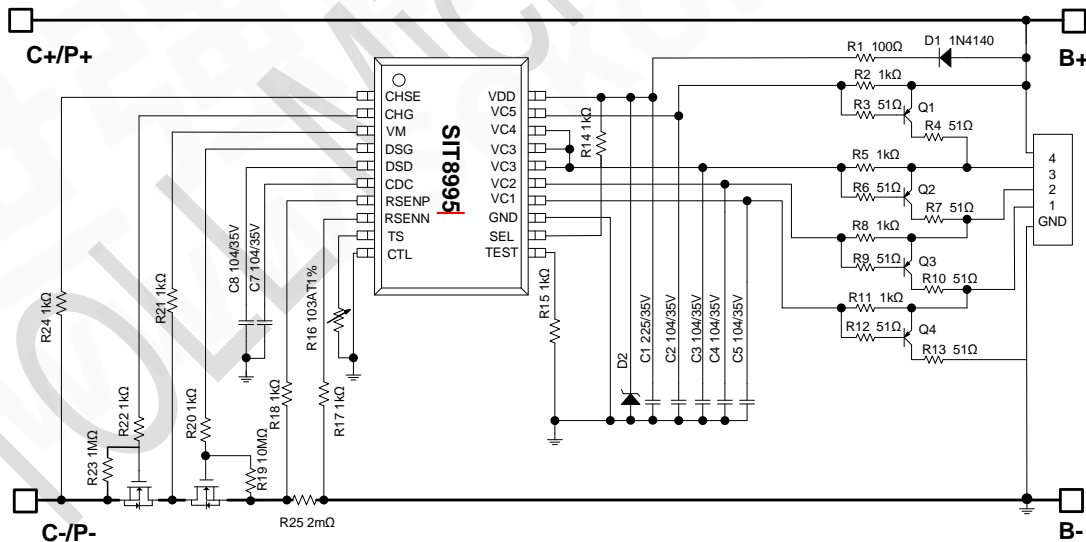 C+/P+
B+
R1 100Ω
D1 1N4140
R2 1kΩ
R3 51Ω
Q1
R4 51Ω
R5 1kΩ
R6 51Ω
Q2
R7 51Ω
R8 1kΩ
R9 51Ω
Q3
R10 51Ω
R11 1kΩ
R12 51Ω
Q4
R13 51Ω
4
3
2
1
GND
CHSE
CHG
VM
DSG
DSD
CDC
RSENP
RSENN
TS
CTL
SIT8995
VDD
VC5
VC4
VC3
VC3
VC2
VC1
GND
SEL
TEST
R14 1kΩ
R15 1kΩ
D2
C1 225/35V
C2 104/35V
C3 104/35V
C4 104/35V
C5 104/35V
R24 1kΩ
R21 1kΩ
C8 104/35V
C7 104/35V
R16 103AT1%
R18 1kΩ
R17 1kΩ
R22 1kΩ
R20 1kΩ
R23 1MΩ
R19 10MΩ
R25 2mΩ
C-/P-
B-